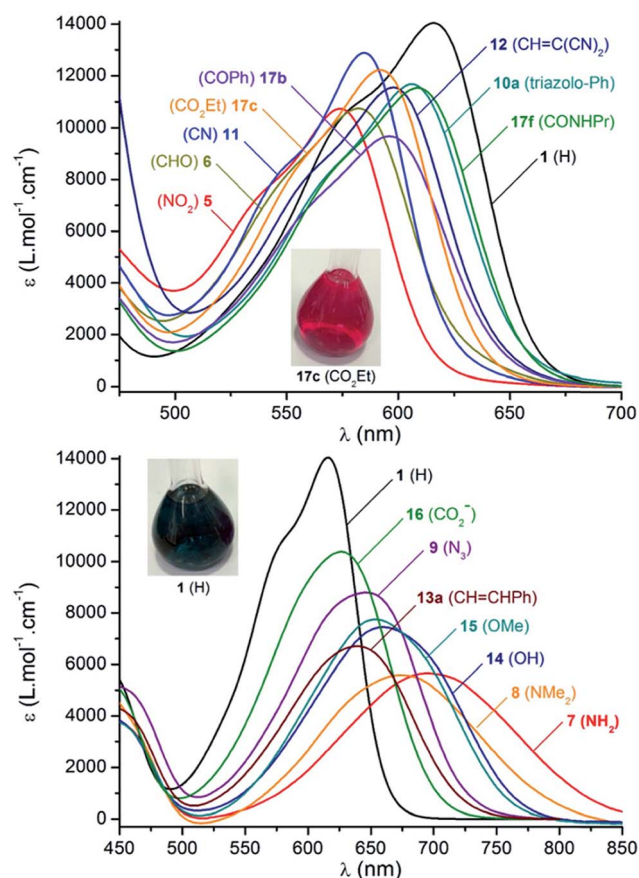 14000
12000
10000
8000
6000
4000
2000
0
ε (L.mol⁻¹.cm⁻¹)
12 (CH=C(CN)₂)
(COPh) 17b
10a (triazolo-Ph)
(CO₂Et) 17c
17f (CONHPr)
(CN) 11
1 (H)
(CHO) 6
(NO₂) 5
17c (CO₂Et)
500 550 600 650 700
λ (nm)
14000
12000
10000
8000
6000
4000
2000
0
ε (L.mol⁻¹.cm⁻¹)
1 (H)
16 (CO₂⁻)
9 (N₃)
13a (CH=CHPh)
15 (OMe)
14 (OH)
8 (NMe₂)
7 (NH₂)
1 (H)
450 500 550 600 650 700 750 800 850
λ (nm)